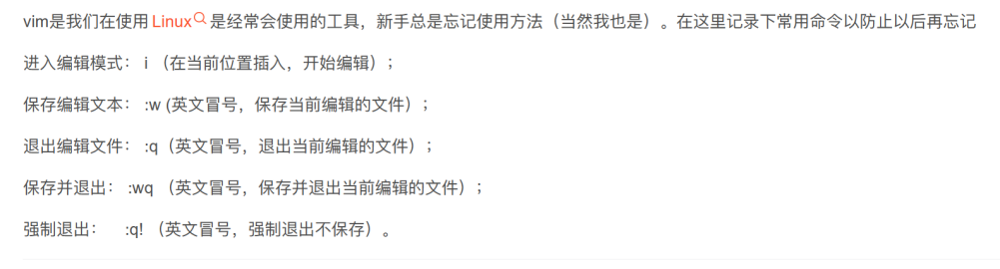 vim是我们在使用Linux是经常会使用的工具，新手总是忘记使用方法（当然我也是）。在这里记录下常用命令以防止以后再忘记
进入编辑模式： i （在当前位置插入，开始编辑）；
保存编辑文本： :w (英文冒号，保存当前编辑的文件）；
退出编辑文件： :q（英文冒号，退出当前编辑的文件）；
保存并退出： :wq （英文冒号，保存并退出当前编辑的文件）；
强制退出： :q! （英文冒号，强制退出不保存）。